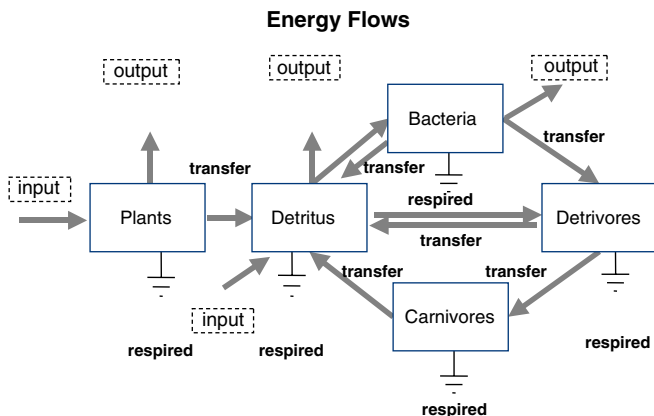 Energy Flows
output
output
output
Bacteria
transfer
transfer
transfer
input
respired
Plants
Detritus
Detrivores
transfer
transfer
transfer
input
Carnivores
respired
respired
respired
respired